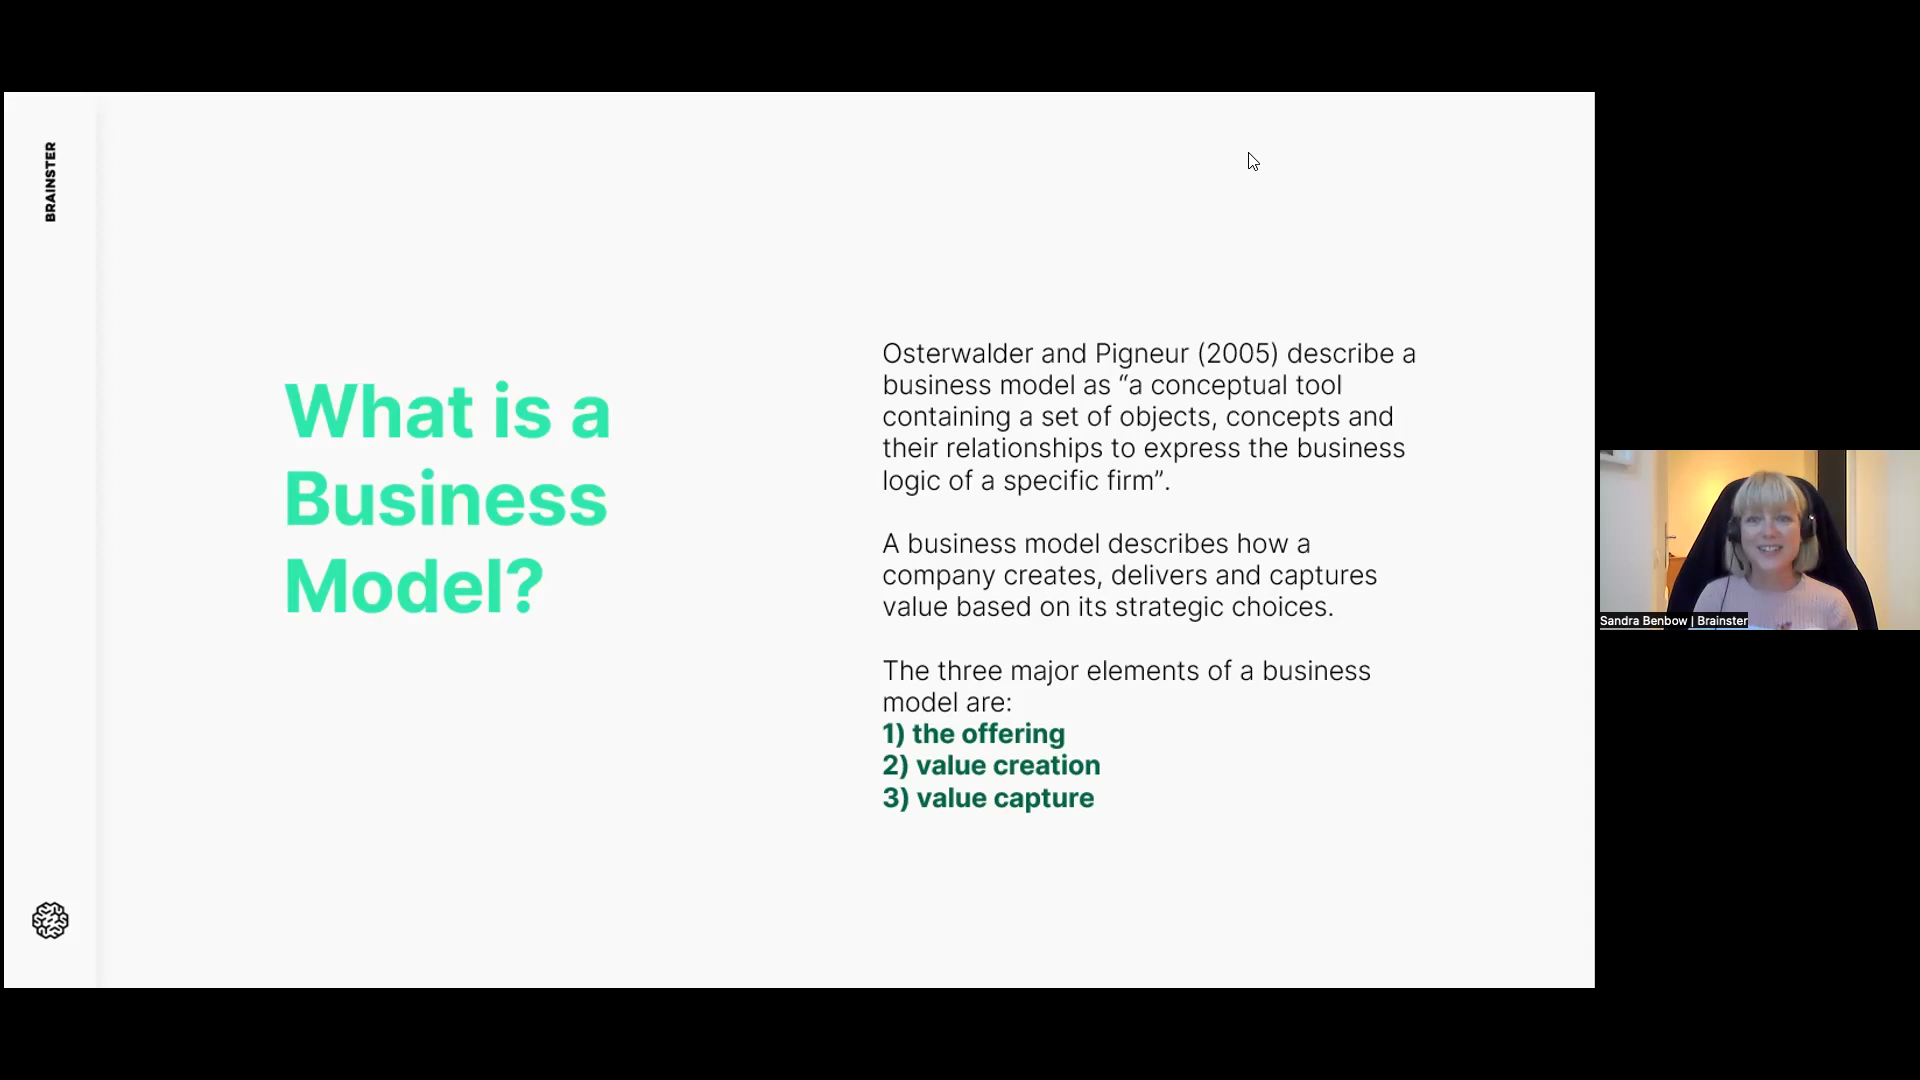 BRAINSTER
What is a
Business
Model?
Osterwalder and Pigneur (2005) describe a
business model as “a conceptual tool
containing a set of objects, concepts and
their relationships to express the business
logic of a specific firm”.
A business model describes how a
company creates, delivers and captures
value based on its strategic choices.
The three major elements of a business
model are:
1) the offering
2) value creation
3) value capture
Sandra Benbow | Brainster